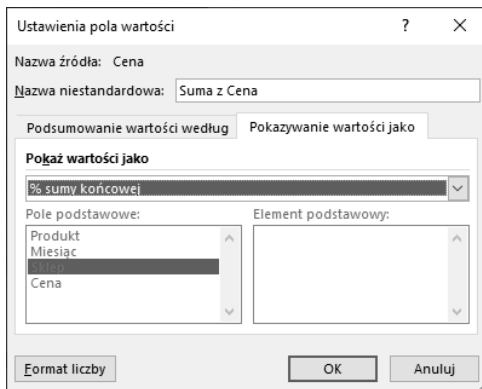 Ustawienia pola wartości ? ×
Nazwa źródła: Cena
Nazwa niestandardowa: Suma z Cena
Podsumowanie wartości według Pokazywanie wartości jako
Pokaż wartości jako
% sumy końcowej
Pole podstawowe: Element podstawowy:
Produkt
Miesiąc
Sklep
Cena
Format liczby OK Anuluj